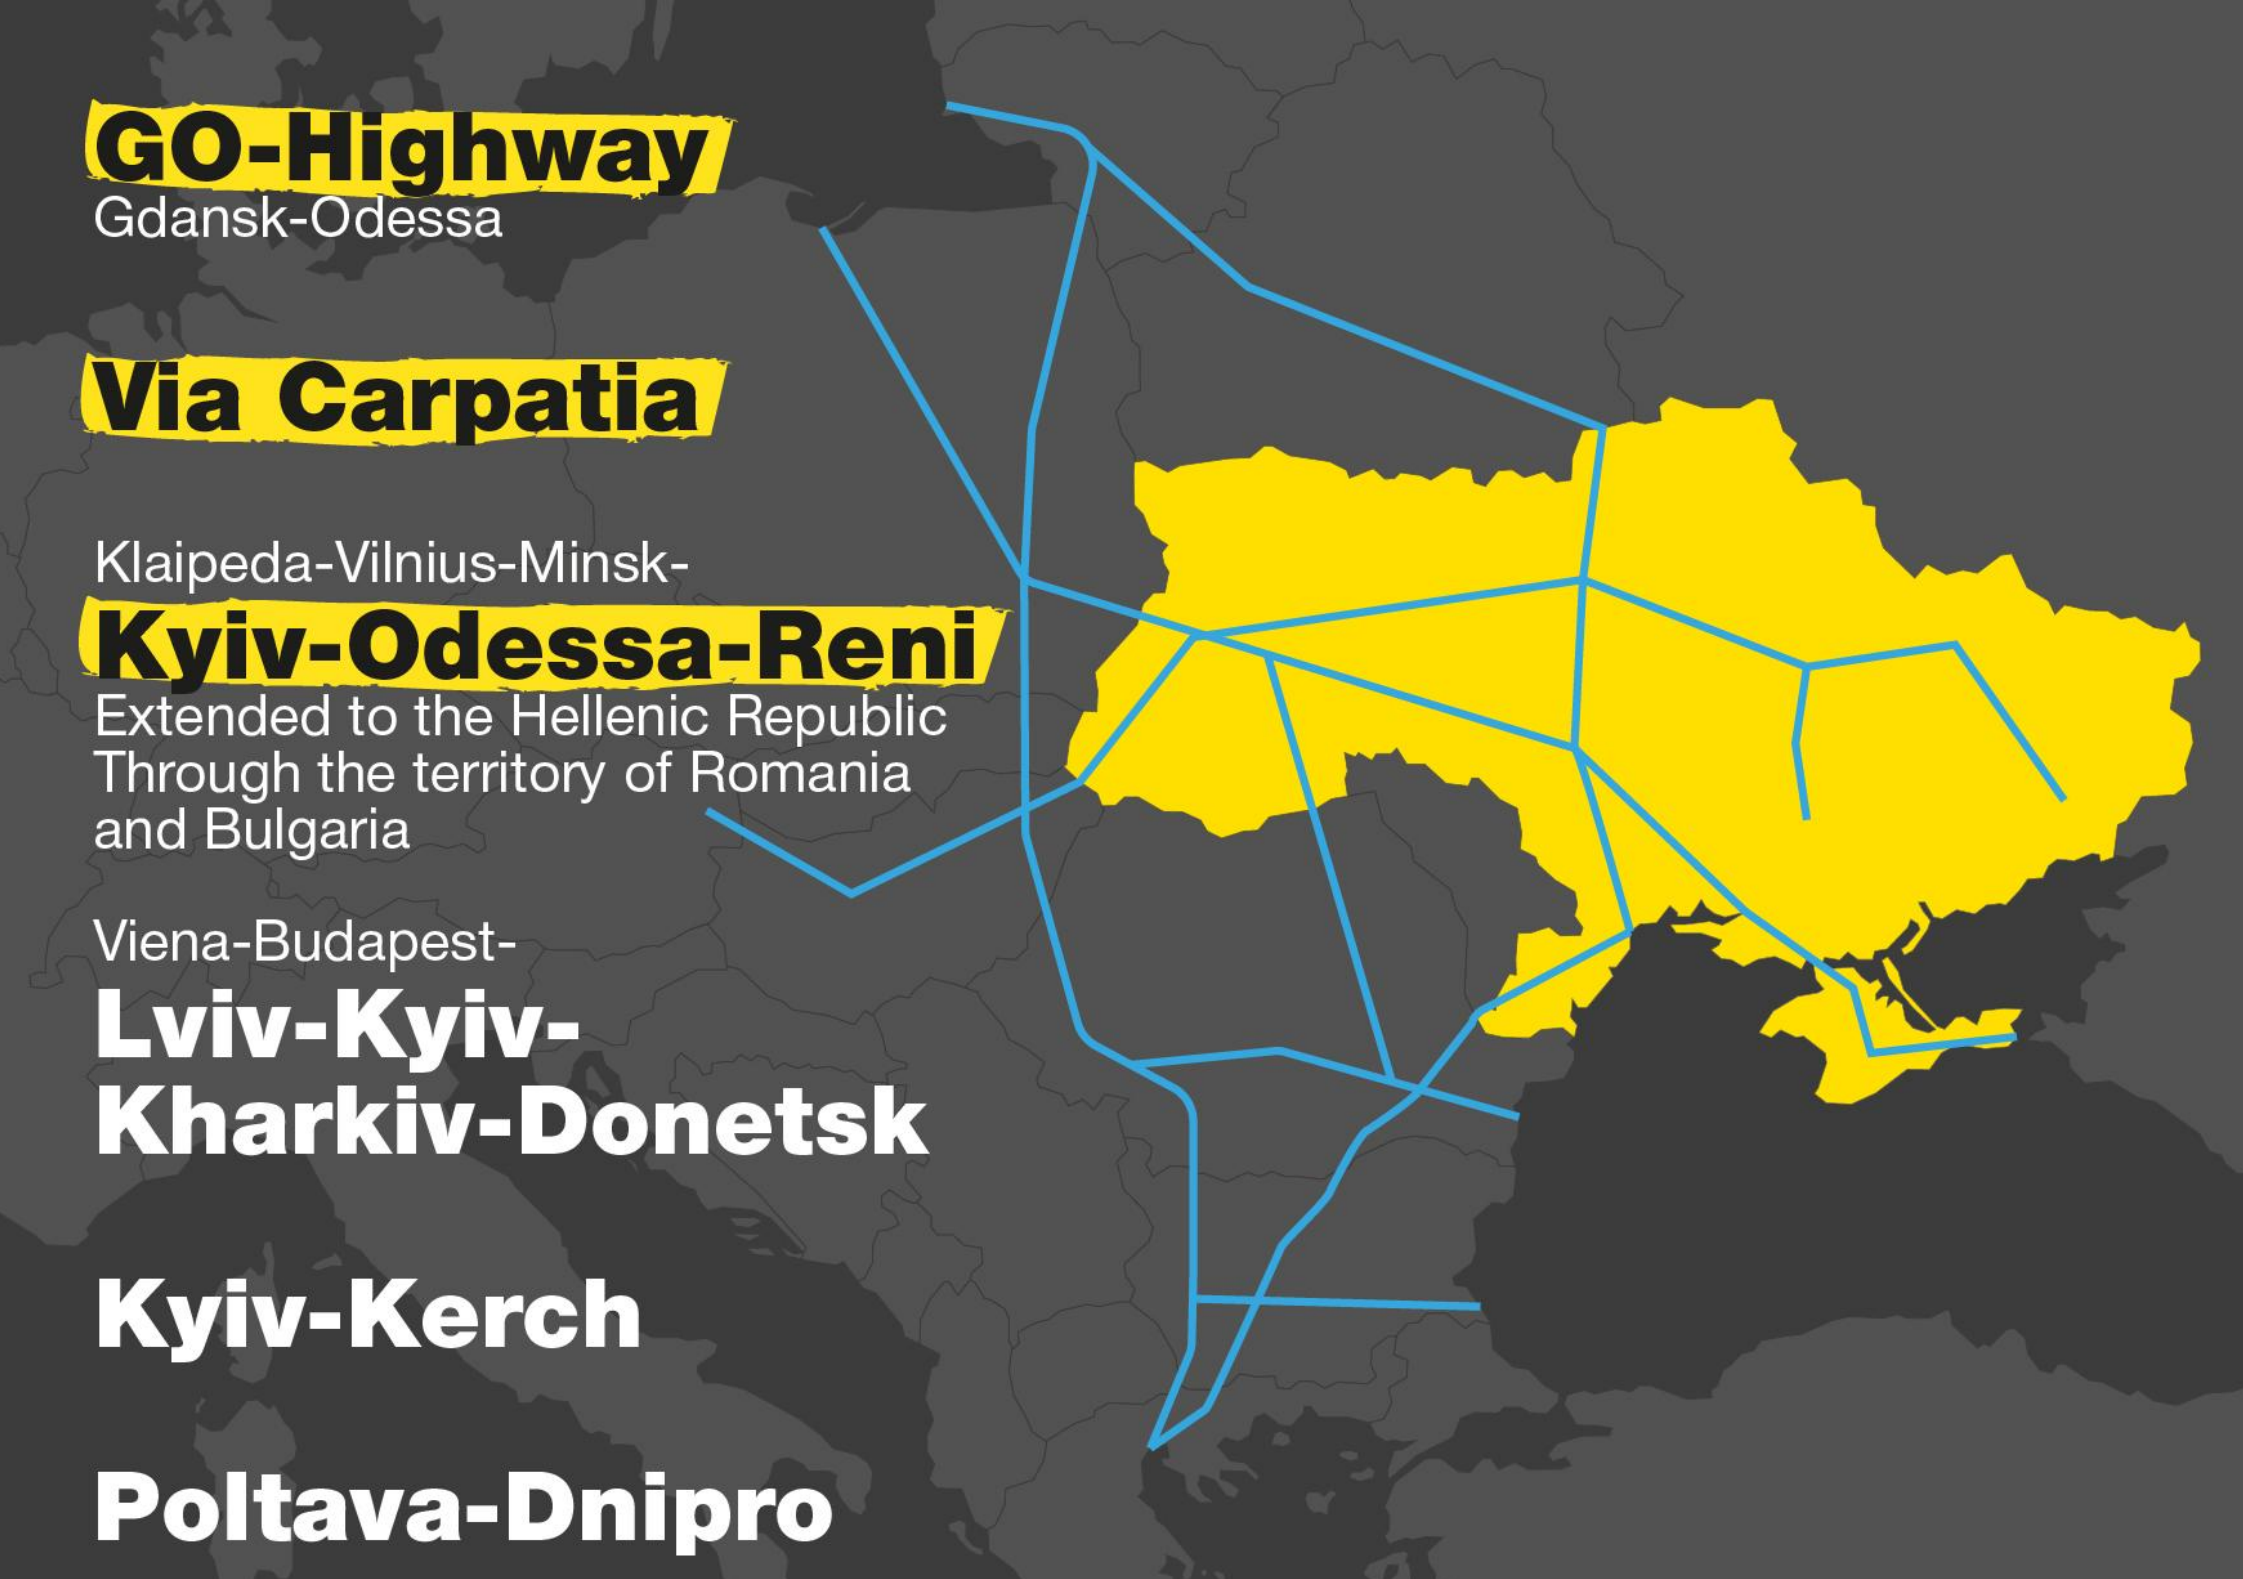 GO-Highway
Gdansk-Odessa
Via Carpatia
Klaipeda-Vilnius-Minsk-
Kyiv-Odessa-Reni
Extended to the Hellenic Republic
Through the territory of Romania
and Bulgaria
Viena-Budapest-
Lviv-Kyiv-
Kharkiv-Donetsk
Kyiv-Kerch
Poltava-Dnipro